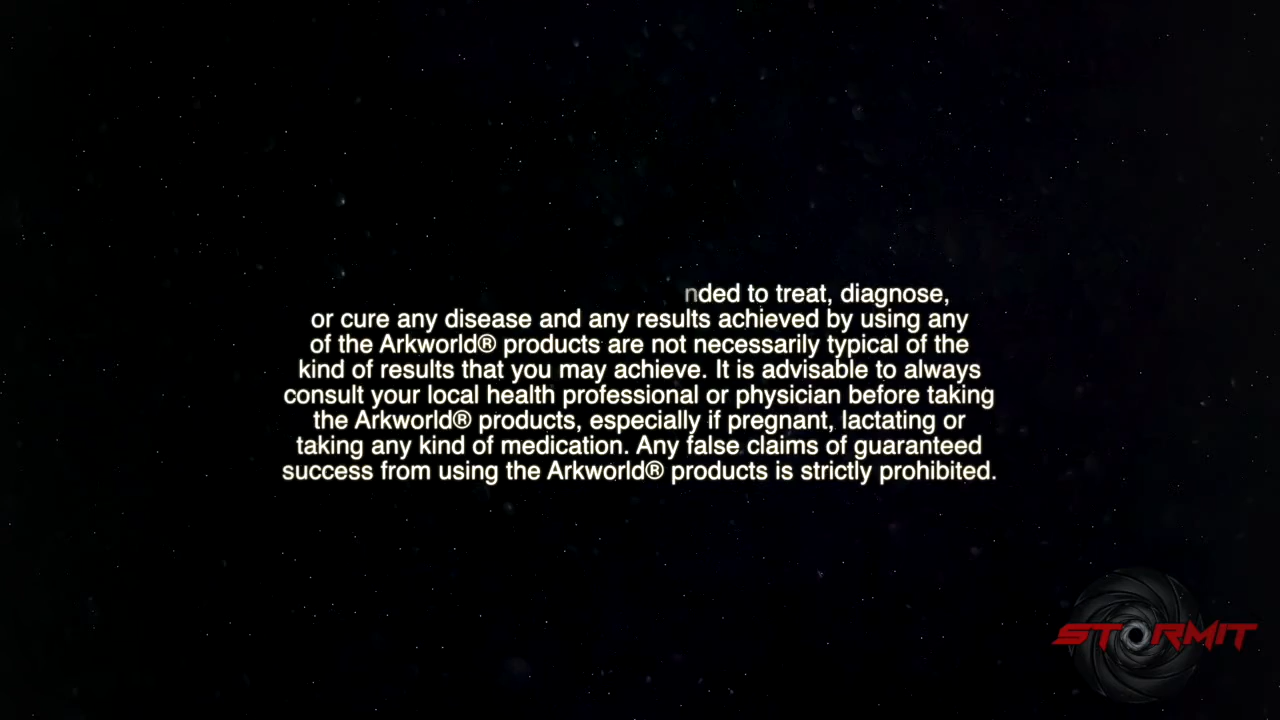 nded to treat, diagnose,
or cure any disease and any results achieved by using any
of the Arkworld® products are not necessarily typical of the
kind of results that you may achieve. It is advisable to always
consult your local health professional or physician before taking
the Arkworld® products, especially if pregnant, lactating or
taking any kind of medication. Any false claims of guaranteed
success from using the Arkworld® products is strictly prohibited.
STORMIT